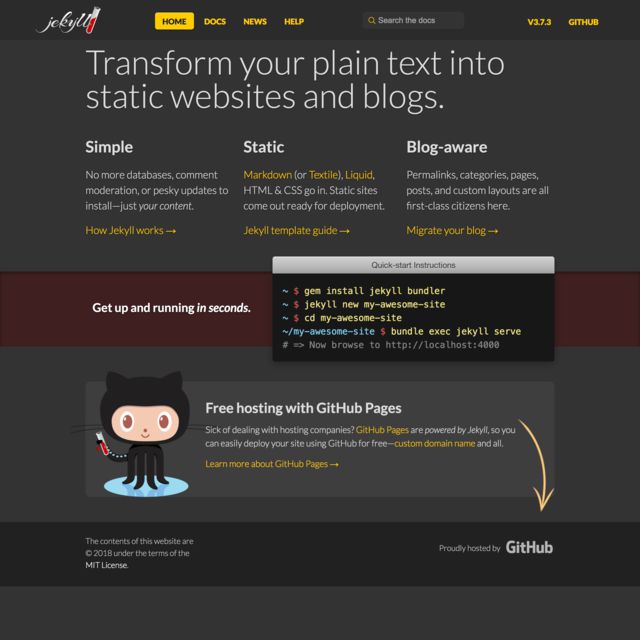 jekyll
HOME DOCS NEWS HELP Search the docs V3.7.3 GITHUB
Transform your plain text into
static websites and blogs.
Simple
No more databases, comment
moderation, or pesky updates to
install—just your content.
How Jekyll works →
Static
Markdown (or Textile), Liquid,
HTML & CSS go in. Static sites
come out ready for deployment.
Jekyll template guide →
Blog-aware
Permalinks, categories, pages,
posts, and custom layouts are all
first-class citizens here.
Migrate your blog →
Get up and running in seconds.
Quick-start Instructions
~ $ gem install jekyll bundler
~ $ jekyll new my-awesome-site
~ $ cd my-awesome-site
~/my-awesome-site $ bundle exec jekyll serve
# => Now browse to http://localhost:4000
Free hosting with GitHub Pages
Sick of dealing with hosting companies? GitHub Pages are powered by Jekyll, so you
can easily deploy your site using GitHub for free—custom domain name and all.
Learn more about GitHub Pages →
The contents of this website are
© 2018 under the terms of the
MIT License.
Proudly hosted by GitHub